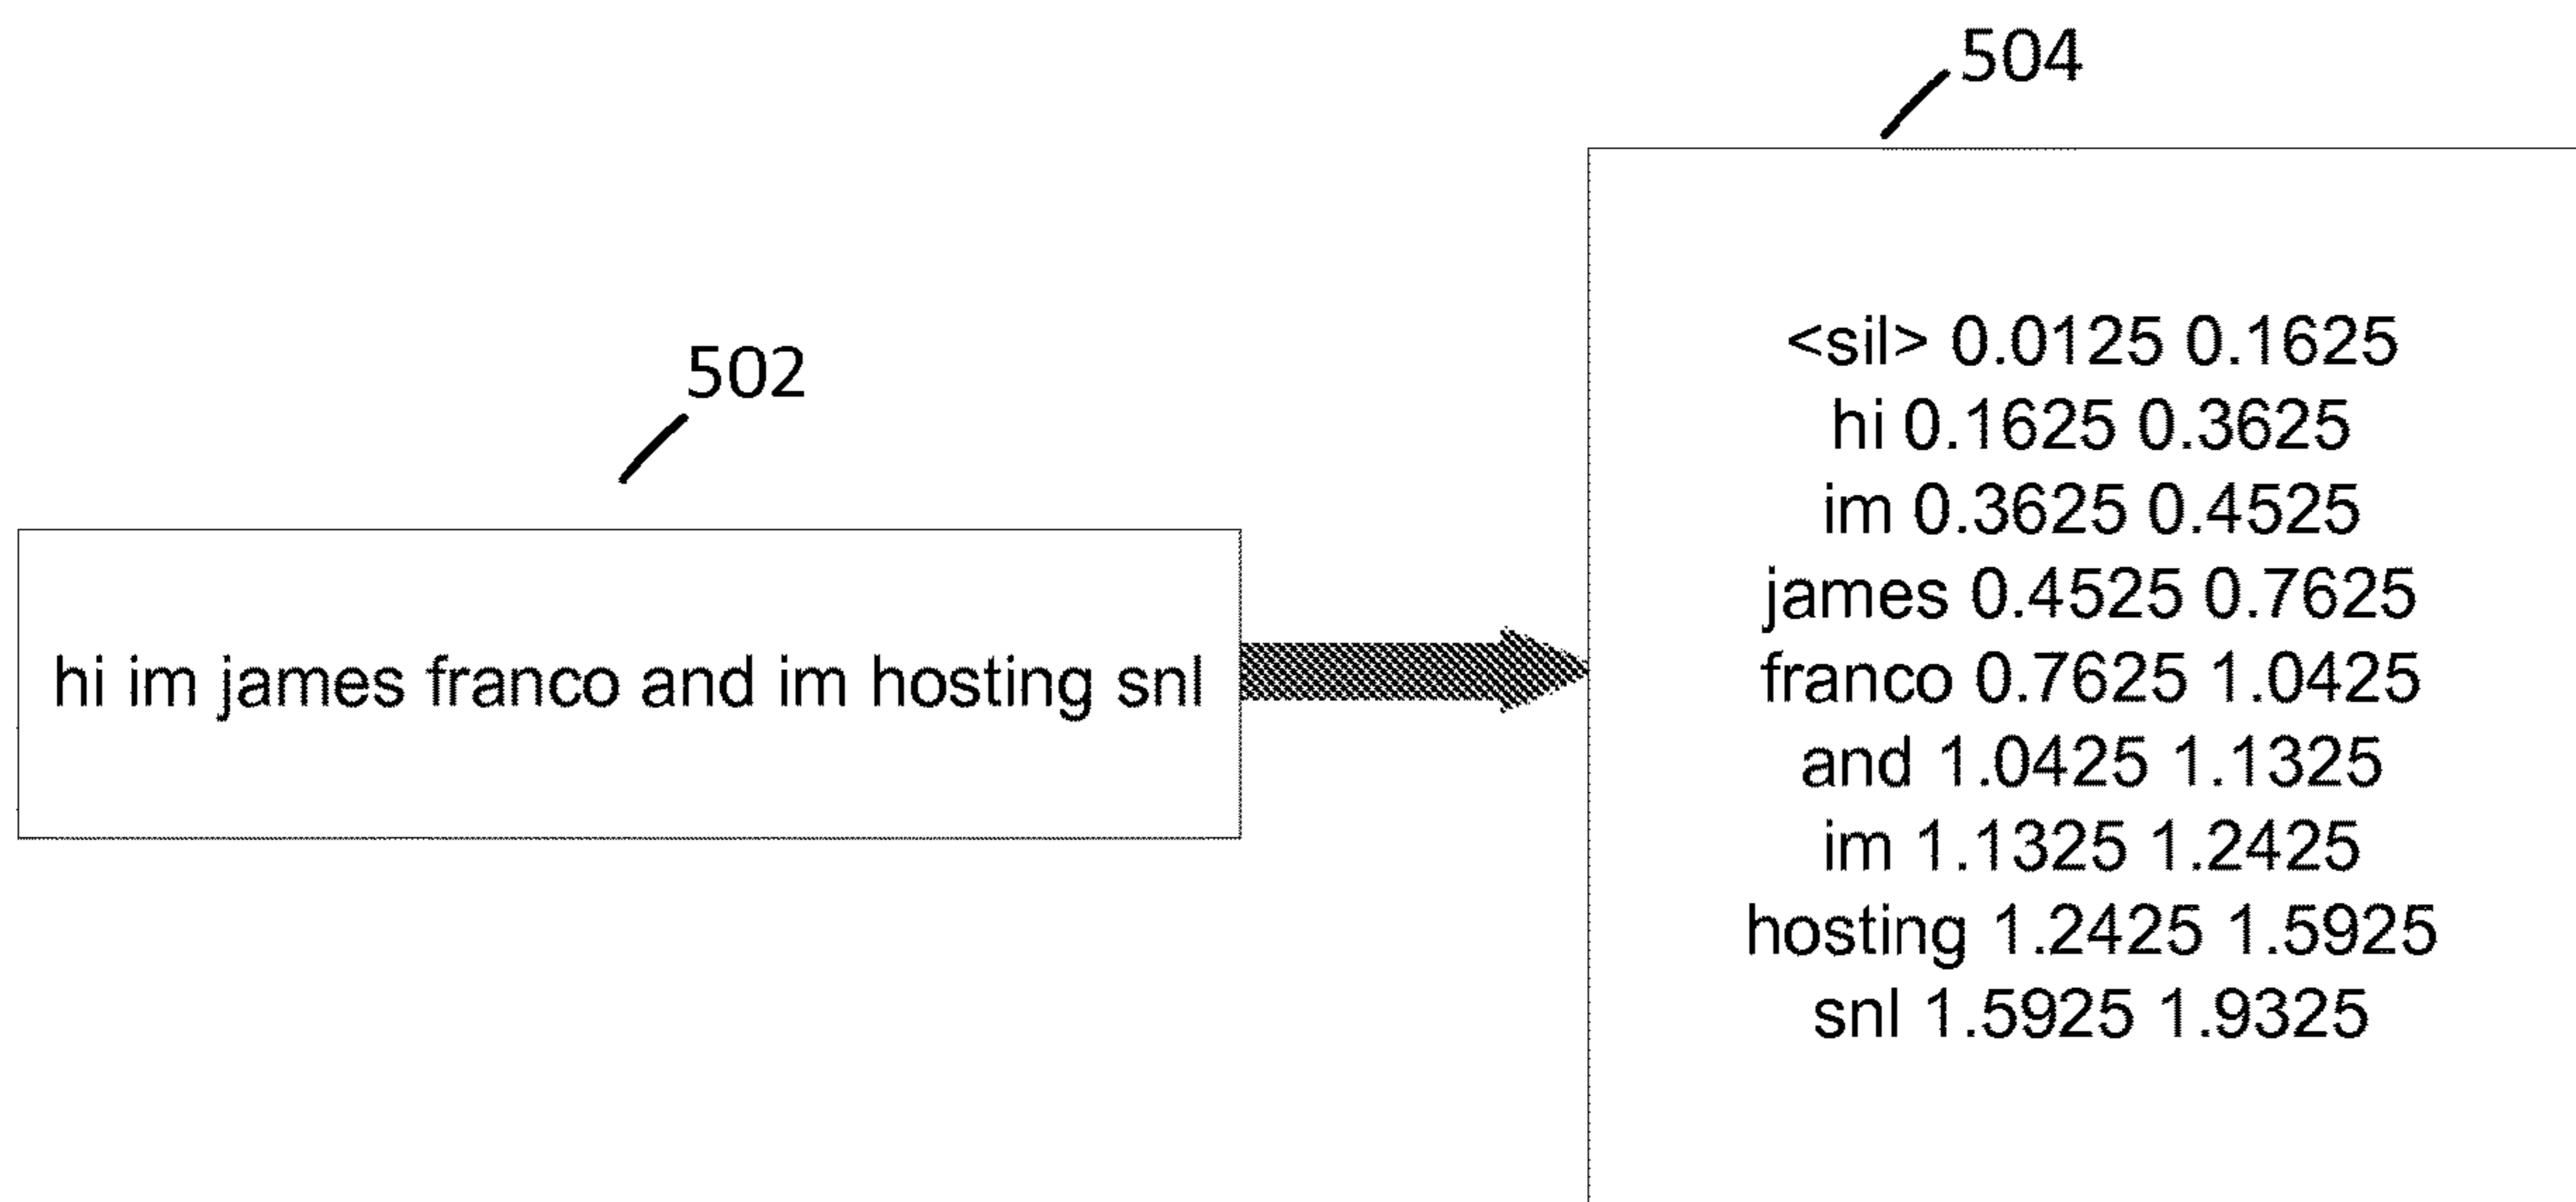 504
502
hi im james franco and im hosting snl
<sil> 0.0125 0.1625
hi 0.1625 0.3625
im 0.3625 0.4525
james 0.4525 0.7625
franco 0.7625 1.0425
and 1.0425 1.1325
im 1.1325 1.2425
hosting 1.2425 1.5925
snl 1.5925 1.9325